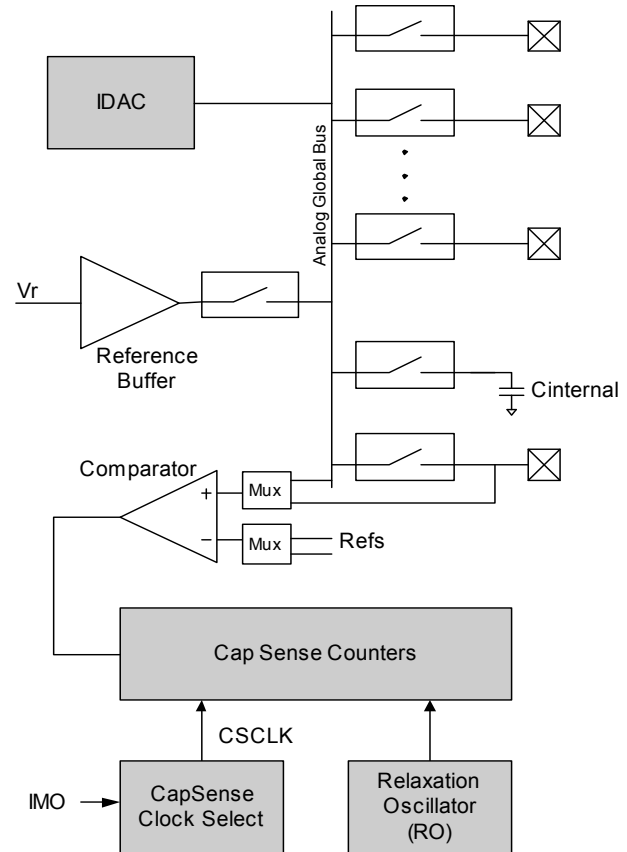 IDAC
Analog Global Bus
Vr
Reference
Buffer
Cinternal
Comparator
+
Mux
−
Mux
Refs
Cap Sense Counters
CSCLK
IMO
CapSense
Clock Select
Relaxation
Oscillator
(RO)